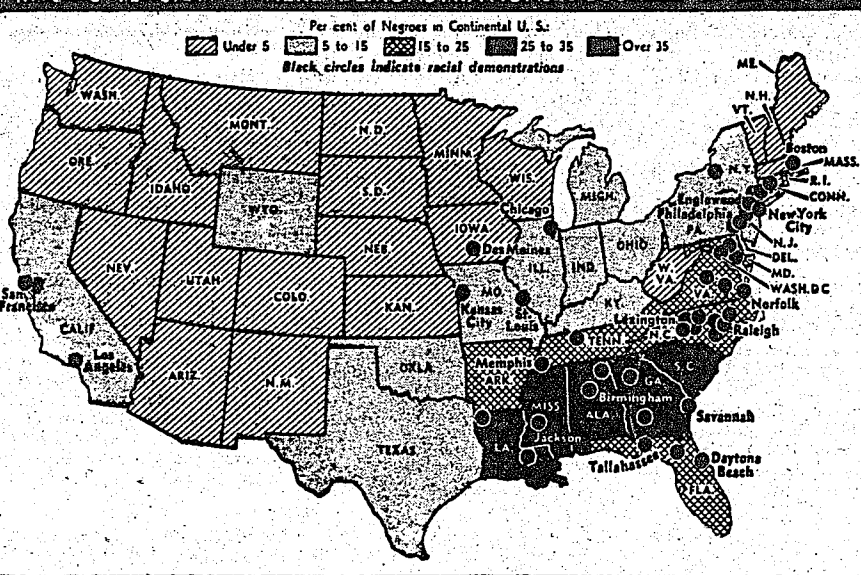 Per cent of Negroes in Continental U. S.:
Under 5
5 to 15
15 to 25
25 to 35
Over 35
Black circles indicate racial demonstrations
WASH.
MONT.
N.D.
MINN.
ME.
N.H.
VT.
Boston
MASS.
ORE.
IDAHO
S.D.
WIS.
MICH.
N.Y.
R.I.
CONN.
WYO.
Chicago
Englewood
Philadelphia
New York
City
IOWA
Des Moines
NEB.
PA.
N.J.
NEV.
UTAH
COLO.
KAN.
MO.
ILL.
IND.
OHIO
W.
VA.
DEL.
MD.
WASH.DC
VA.
San
Francisco
CALIF
Kansas
City
St.
Louis
KY.
Norfolk
Lexington
N.C.
Raleigh
Los
Angeles
ARIZ.
N.M.
OKLA.
Memphis
ARK.
TENN.
S.C.
TEXAS
MISS
ALA.
GA.
Birmingham
Savannah
LA.
Jackson
Tallahassee
Daytona
Beach
FLA.